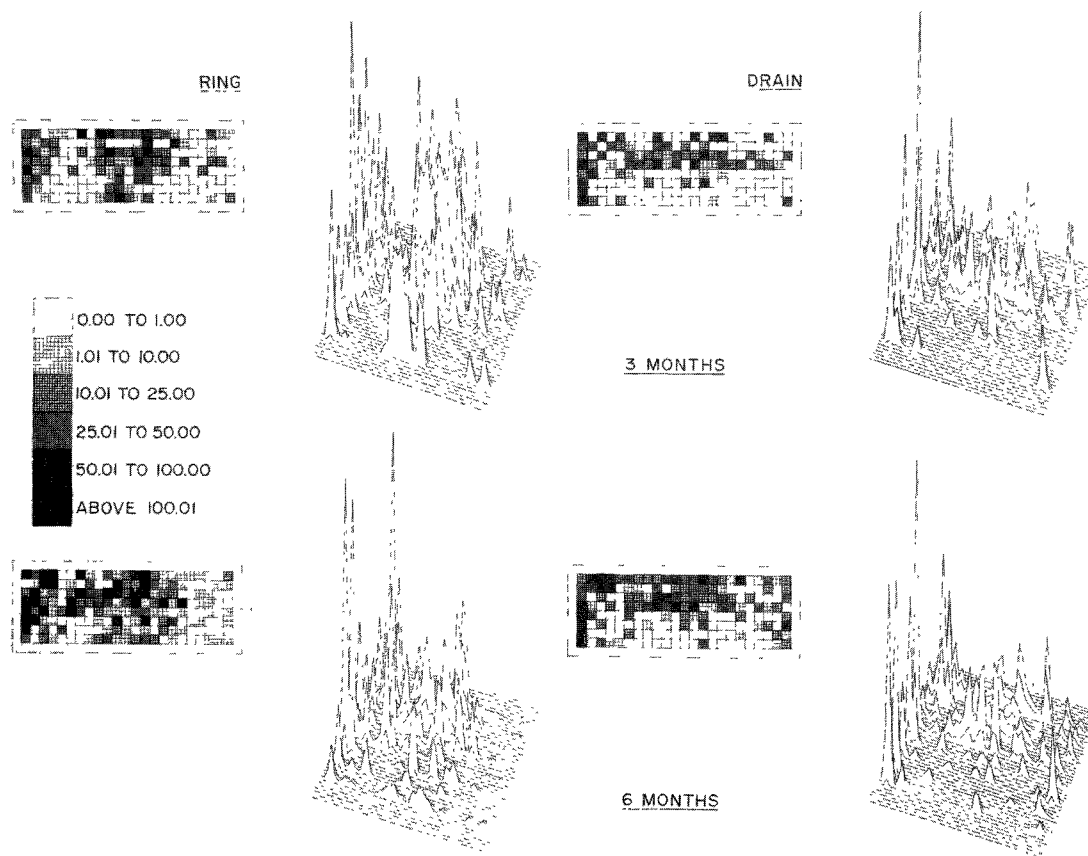 RING
DRAIN
3 MONTHS
0.00 TO 1.00
1.01 TO 10.00
10.01 TO 25.00
25.01 TO 50.00
50.01 TO 100.00
ABOVE 100.01
6 MONTHS